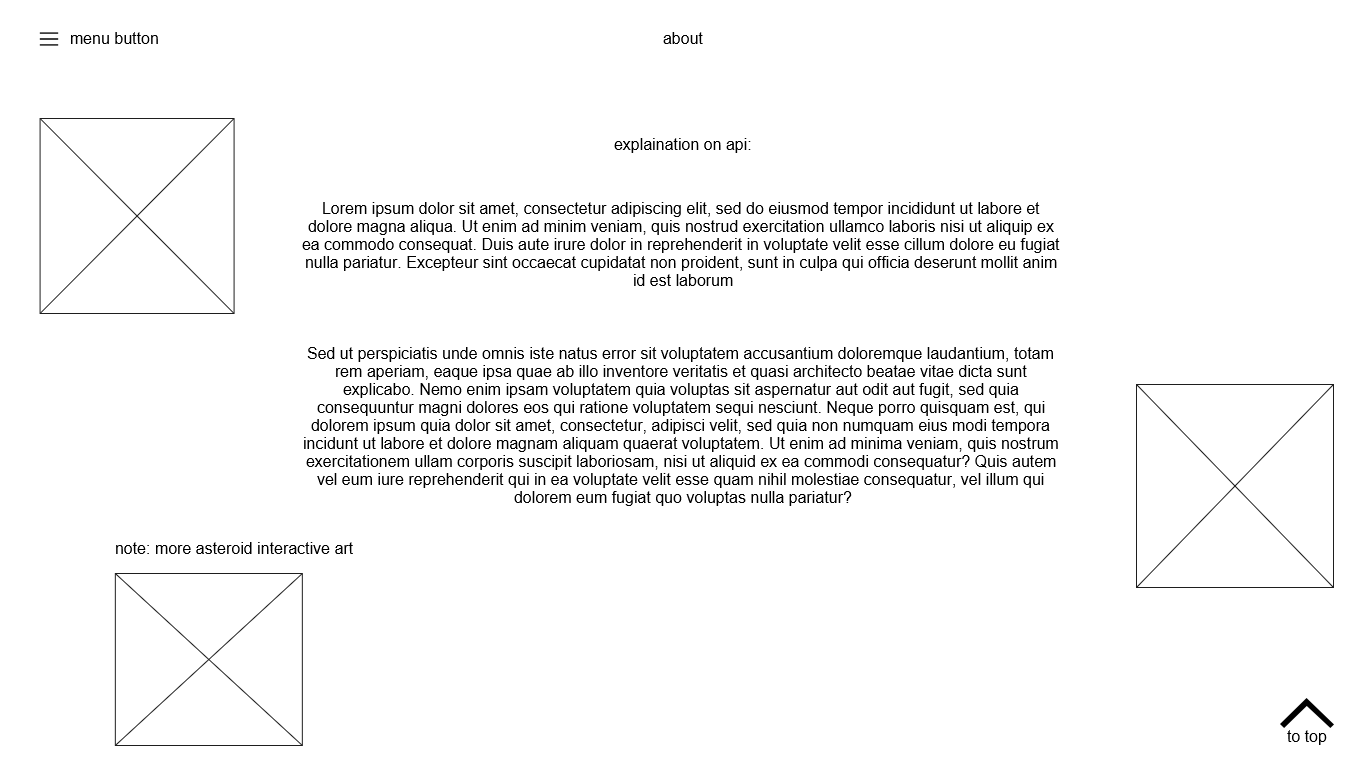 menu button
about
explaination on api:
Lorem ipsum dolor sit amet, consectetur adipiscing elit, sed do eiusmod tempor incididunt ut labore et
dolore magna aliqua. Ut enim ad minim veniam, quis nostrud exercitation ullamco laboris nisi ut aliquip ex
ea commodo consequat. Duis aute irure dolor in reprehenderit in voluptate velit esse cillum dolore eu fugiat
nulla pariatur. Excepteur sint occaecat cupidatat non proident, sunt in culpa qui officia deserunt mollit anim
id est laborum
Sed ut perspiciatis unde omnis iste natus error sit voluptatem accusantium doloremque laudantium, totam
rem aperiam, eaque ipsa quae ab illo inventore veritatis et quasi architecto beatae vitae dicta sunt
explicabo. Nemo enim ipsam voluptatem quia voluptas sit aspernatur aut odit aut fugit, sed quia
consequuntur magni dolores eos qui ratione voluptatem sequi nesciunt. Neque porro quisquam est, qui
dolorem ipsum quia dolor sit amet, consectetur, adipisci velit, sed quia non numquam eius modi tempora
incidunt ut labore et dolore magnam aliquam quaerat voluptatem. Ut enim ad minima veniam, quis nostrum
exercitationem ullam corporis suscipit laboriosam, nisi ut aliquid ex ea commodi consequatur? Quis autem
vel eum iure reprehenderit qui in ea voluptate velit esse quam nihil molestiae consequatur, vel illum qui
dolorem eum fugiat quo voluptas nulla pariatur?
note: more asteroid interactive art
to top